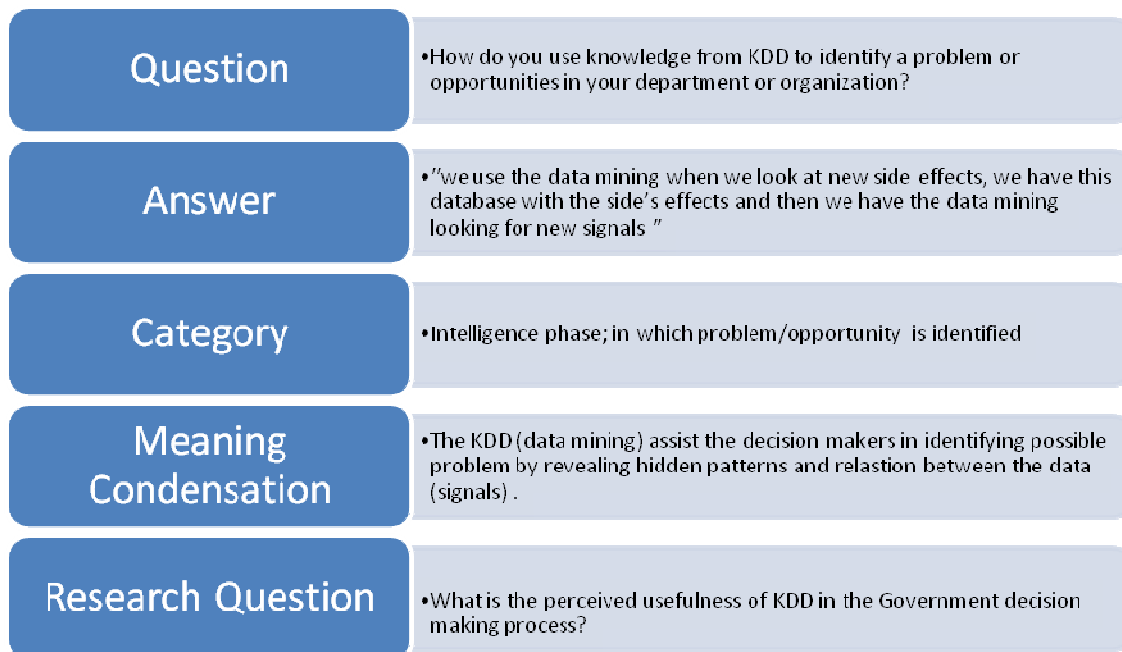 Question
•How do you use knowledge from KDD to identify a problem or
opportunities in your department or organization?
Answer
•"we use the data mining when we look at new side effects, we have this
database with the side's effects and then we have the data mining
looking for new signals "
Category
•Intelligence phase; in which problem/opportunity is identified
Meaning
Condensation
•The KDD (data mining) assist the decision makers in identifying possible
problem by revealing hidden patterns and relastion between the data
(signals) .
Research Question
•What is the perceived usefulness of KDD in the Government decision
making process?